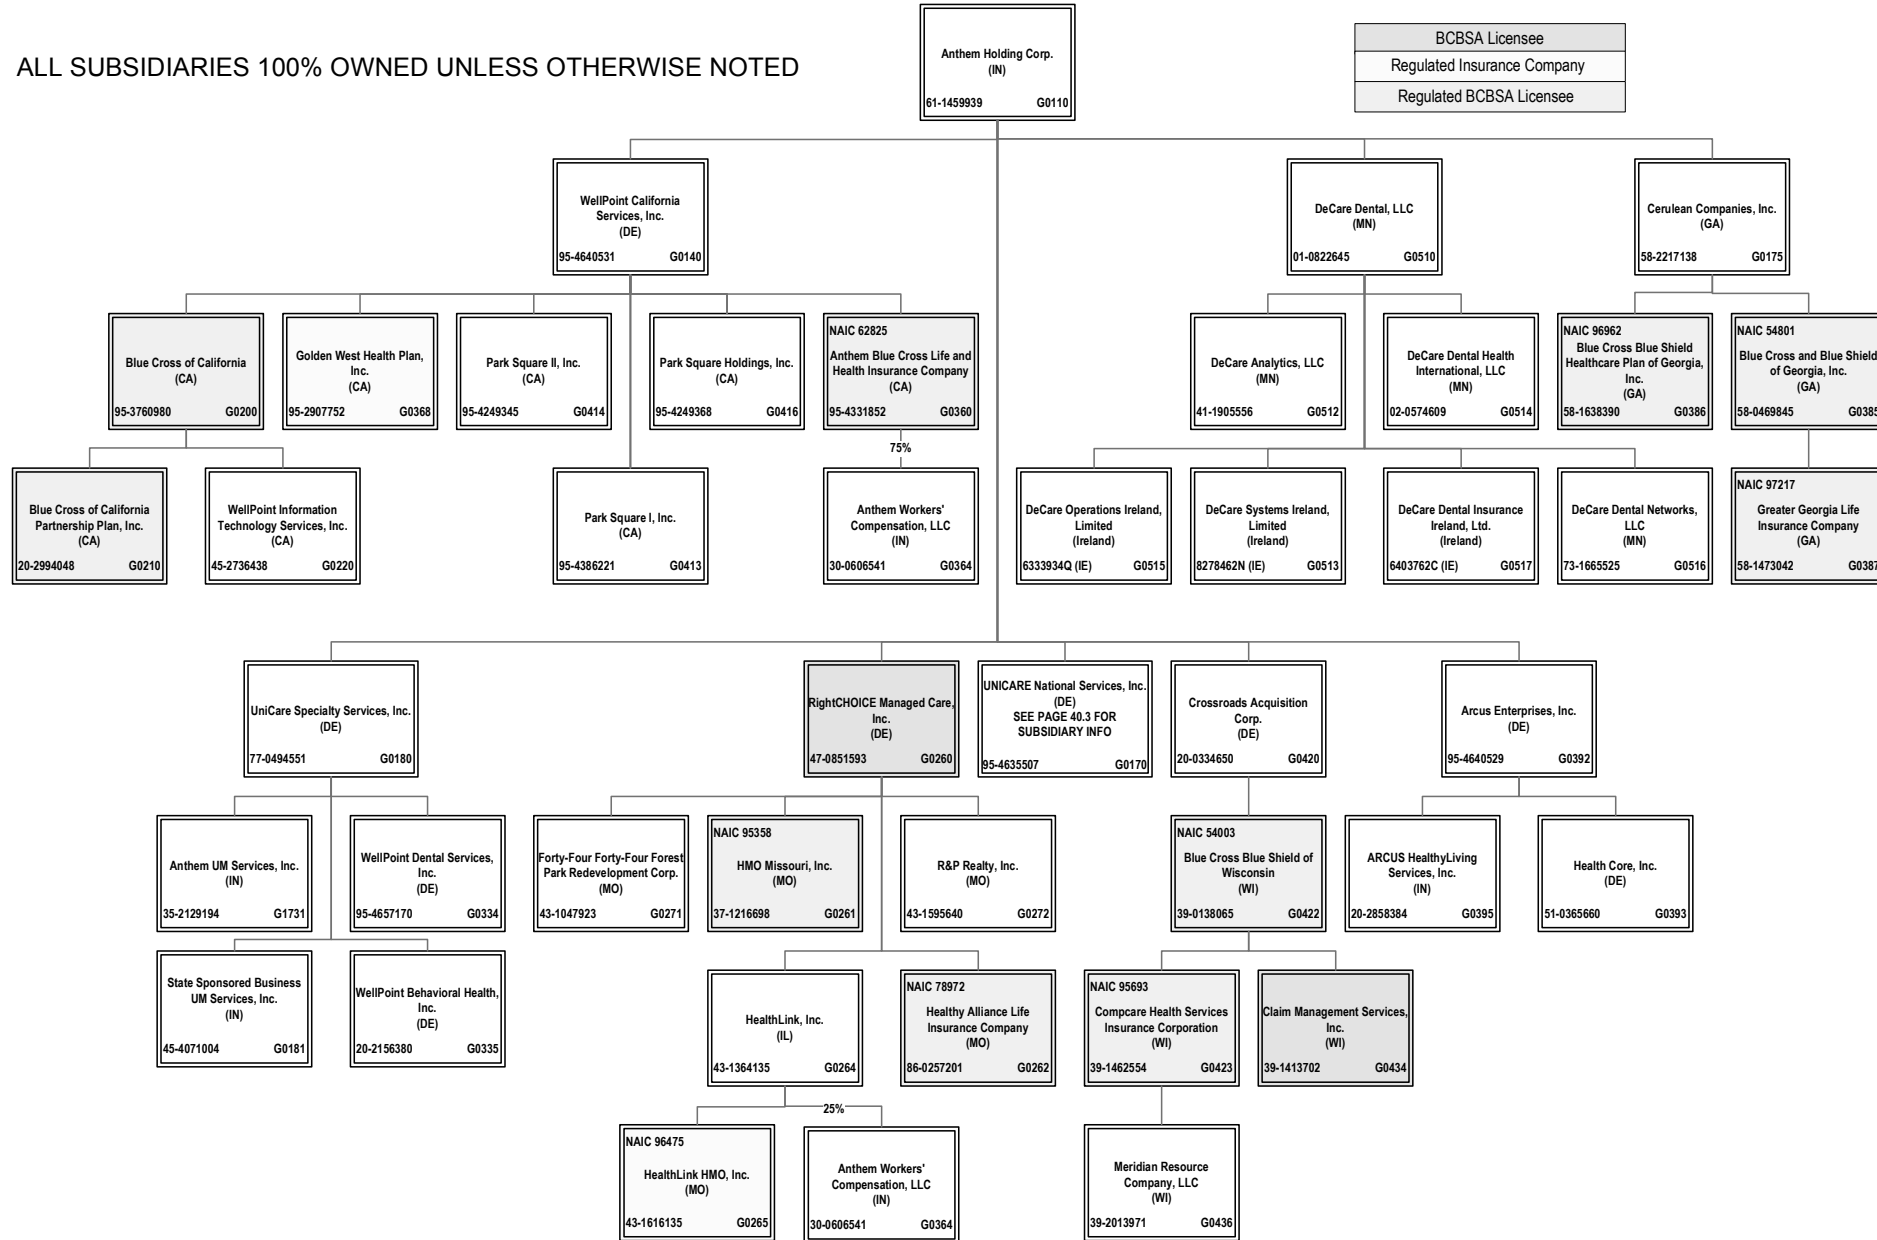 ALL SUBSIDIARIES 100% OWNED UNLESS OTHERWISE NOTED
Anthem Holding Corp.
(IN)
61-1459939 G0110
BCBSA Licensee
Regulated Insurance Company
Regulated BCBSA Licensee
WellPoint California
Services, Inc.
(DE)
95-4640531 G0140
DeCare Dental, LLC
(MN)
01-0822645 G0510
Cerulean Companies, Inc.
(GA)
58-2217138 G0175
Blue Cross of California
(CA)
95-3760980 G0200
Golden West Health Plan,
Inc.
(CA)
95-2907752 G0368
Park Square II, Inc.
(CA)
95-4249345 G0414
Park Square Holdings, Inc.
(CA)
95-4249368 G0416
NAIC 62825
Anthem Blue Cross Life and
Health Insurance Company
(CA)
95-4331852 G0360
DeCare Analytics, LLC
(MN)
41-1905556 G0512
DeCare Dental Health
International, LLC
(MN)
02-0574609 G0514
NAIC 96962
Blue Cross Blue Shield
Healthcare Plan of Georgia,
Inc.
(GA)
58-1638390 G0386
NAIC 54801
Blue Cross and Blue Shield
of Georgia, Inc.
(GA)
58-0469845 G0385
75%
Blue Cross of California
Partnership Plan, Inc.
(CA)
20-2994048 G0210
WellPoint Information
Technology Services, Inc.
(CA)
45-2736438 G0220
Park Square I, Inc.
(CA)
95-4386221 G0413
Anthem Workers'
Compensation, LLC
(IN)
30-0606541 G0364
DeCare Operations Ireland,
Limited
(Ireland)
6333934Q (IE) G0515
DeCare Systems Ireland,
Limited
(Ireland)
8278462N (IE) G0513
DeCare Dental Insurance
Ireland, Ltd.
(Ireland)
6403762C (IE) G0517
DeCare Dental Networks,
LLC
(MN)
73-1665525 G0516
NAIC 97217
Greater Georgia Life
Insurance Company
(GA)
58-1473042 G0387
UniCare Specialty Services, Inc.
(DE)
77-0494551 G0180
RightCHOICE Managed Care,
Inc.
(DE)
47-0851593 G0260
UNICARE National Services, Inc.
(DE)
SEE PAGE 40.3 FOR
SUBSIDIARY INFO
95-4635507 G0170
Crossroads Acquisition
Corp.
(DE)
20-0334650 G0420
Arcus Enterprises, Inc.
(DE)
95-4640529 G0392
Anthem UM Services, Inc.
(IN)
35-2129194 G1731
WellPoint Dental Services,
Inc.
(DE)
95-4657170 G0334
Forty-Four Forty-Four Forest
Park Redevelopment Corp.
(MO)
43-1047923 G0271
NAIC 95358
HMO Missouri, Inc.
(MO)
37-1216698 G0261
R&P Realty, Inc.
(MO)
43-1595640 G0272
NAIC 54003
Blue Cross Blue Shield of
Wisconsin
(WI)
39-0138065 G0422
ARCUS HealthyLiving
Services, Inc.
(IN)
20-2858384 G0395
Health Core, Inc.
(DE)
51-0365660 G0393
State Sponsored Business
UM Services, Inc.
(IN)
45-4071004 G0181
WellPoint Behavioral Health,
Inc.
(DE)
20-2156380 G0335
HealthLink, Inc.
(IL)
43-1364135 G0264
NAIC 78972
Healthy Alliance Life
Insurance Company
(MO)
86-0257201 G0262
NAIC 95693
Compcare Health Services
Insurance Corporation
(WI)
39-1462554 G0423
Claim Management Services,
Inc.
(WI)
39-1413702 G0434
25%
NAIC 96475
HealthLink HMO, Inc.
(MO)
43-1616135 G0265
Anthem Workers'
Compensation, LLC
(IN)
30-0606541 G0364
Meridian Resource
Company, LLC
(WI)
39-2013971 G0436